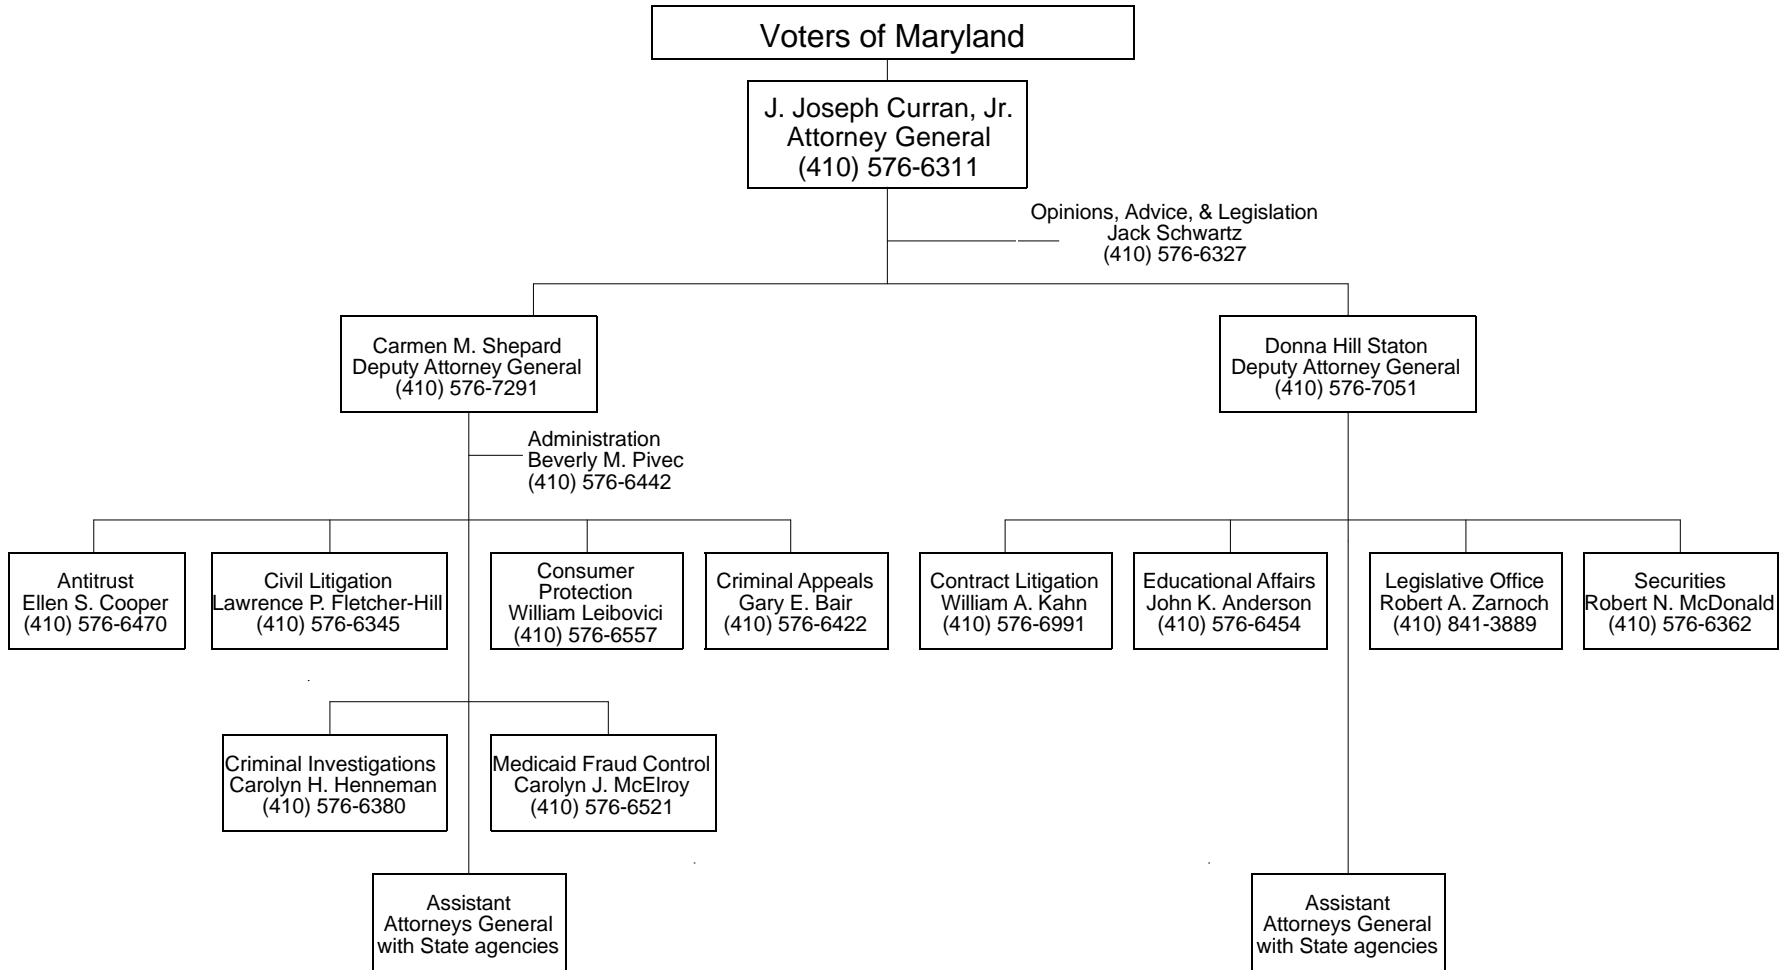 Voters of Maryland
J. Joseph Curran, Jr.
Attorney General
(410) 576-6311
Opinions, Advice, & Legislation
Jack Schwartz
(410) 576-6327
Carmen M. Shepard
Deputy Attorney General
(410) 576-7291
Donna Hill Staton
Deputy Attorney General
(410) 576-7051
Administration
Beverly M. Pivec
(410) 576-6442
Antitrust
Ellen S. Cooper
(410) 576-6470
Civil Litigation
Lawrence P. Fletcher-Hill
(410) 576-6345
Consumer
Protection
William Leibovici
(410) 576-6557
Criminal Appeals
Gary E. Bair
(410) 576-6422
Contract Litigation
William A. Kahn
(410) 576-6991
Educational Affairs
John K. Anderson
(410) 576-6454
Legislative Office
Robert A. Zarnoch
(410) 841-3889
Securities
Robert N. McDonald
(410) 576-6362
Criminal Investigations
Carolyn H. Henneman
(410) 576-6380
Medicaid Fraud Control
Carolyn J. McElroy
(410) 576-6521
Assistant
Attorneys General
with State agencies
Assistant
Attorneys General
with State agencies